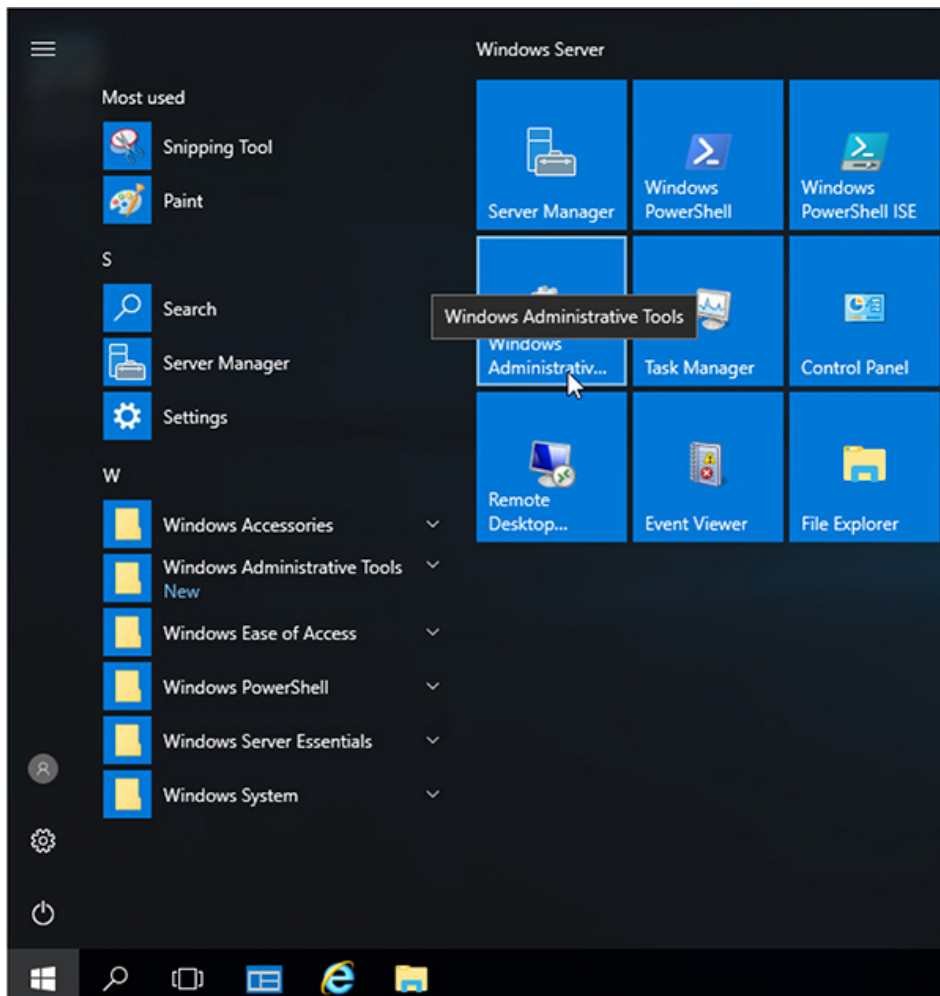 Most used
Snipping Tool
Paint
S
Search
Server Manager
Settings
W
Windows Accessories
Windows Administrative Tools
New
Windows Ease of Access
Windows PowerShell
Windows Server Essentials
Windows System
Windows Server
Server Manager
Windows
PowerShell
Windows
PowerShell ISE
Windows Administrative Tools
Windows
Administrativ...
Task Manager
Control Panel
Remote
Desktop...
Event Viewer
File Explorer